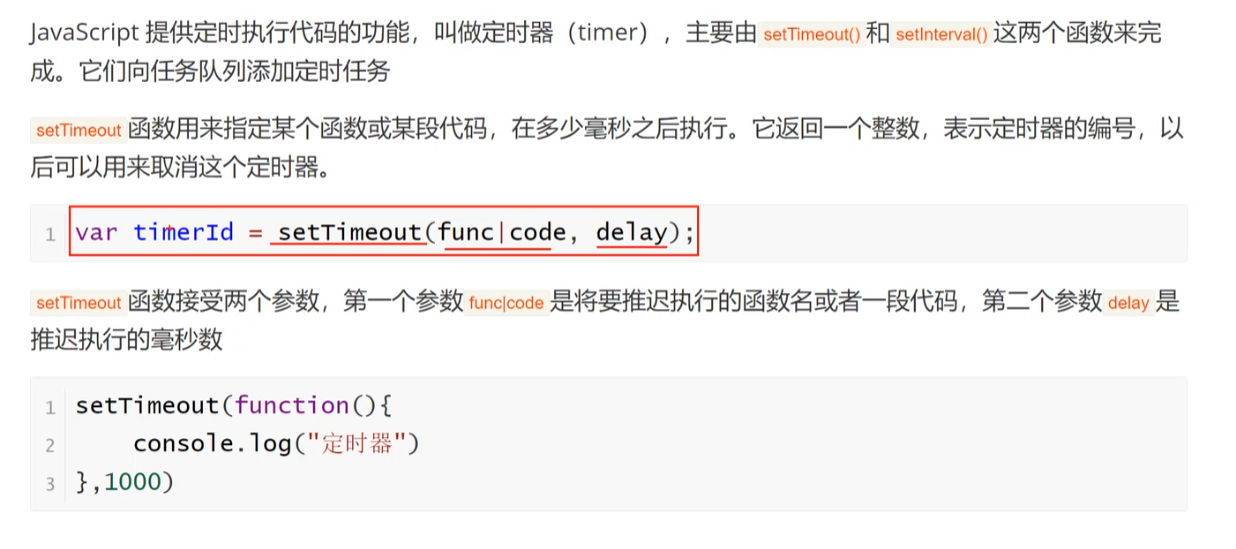 JavaScript 提供定时执行代码的功能，叫做定时器（timer），主要由 setTimeout() 和 setInterval() 这两个函数来完
成。它们向任务队列添加定时任务
setTimeout 函数用来指定某个函数或某段代码，在多少毫秒之后执行。它返回一个整数，表示定时器的编号，以
后可以用来取消这个定时器。
1 var timerId = setTimeout(func|code, delay);
setTimeout 函数接受两个参数，第一个参数 func|code 是将要推迟执行的函数名或者一段代码，第二个参数 delay 是
推迟执行的毫秒数
1 setTimeout(function(){
2     console.log("定时器")
3 },1000)